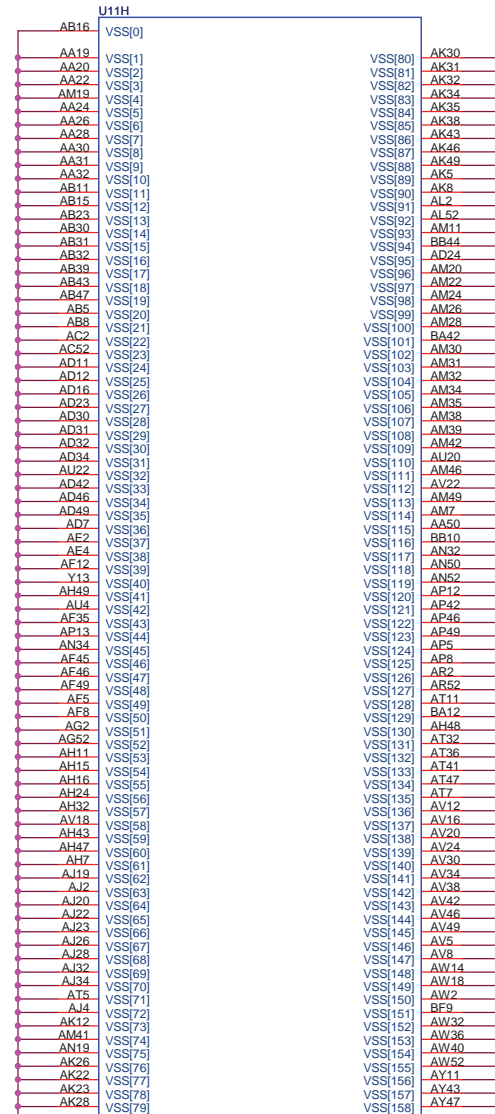 U11H
AB16 VSS[0]
AA19 VSS[1] VSS[80] AK30
AA20 VSS[2] VSS[81] AK31
AA22 VSS[3] VSS[82] AK32
AM19 VSS[4] VSS[83] AK34
AA24 VSS[5] VSS[84] AK35
AA26 VSS[6] VSS[85] AK38
AA28 VSS[7] VSS[86] AK43
AA30 VSS[8] VSS[87] AK46
AA31 VSS[9] VSS[88] AK49
AA32 VSS[10] VSS[89] AK5
AB11 VSS[11] VSS[90] AK8
AB15 VSS[12] VSS[91] AL2
AB23 VSS[13] VSS[92] AL52
AB30 VSS[14] VSS[93] AM11
AB31 VSS[15] VSS[94] BB44
AB32 VSS[16] VSS[95] AD24
AB39 VSS[17] VSS[96] AM20
AB43 VSS[18] VSS[97] AM22
AB47 VSS[19] VSS[98] AM24
AB5 VSS[20] VSS[99] AM26
AB8 VSS[21] VSS[100] AM28
AC2 VSS[22] VSS[101] BA42
AC52 VSS[23] VSS[102] AM30
AD11 VSS[24] VSS[103] AM31
AD12 VSS[25] VSS[104] AM32
AD16 VSS[26] VSS[105] AM34
AD23 VSS[27] VSS[106] AM35
AD30 VSS[28] VSS[107] AM38
AD31 VSS[29] VSS[108] AM39
AD32 VSS[30] VSS[109] AM42
AD34 VSS[31] VSS[110] AU20
AU22 VSS[32] VSS[111] AM46
AD42 VSS[33] VSS[112] AV22
AD46 VSS[34] VSS[113] AM49
AD49 VSS[35] VSS[114] AM7
AD7 VSS[36] VSS[115] AA50
AE2 VSS[37] VSS[116] BB10
AE4 VSS[38] VSS[117] AN32
AF12 VSS[39] VSS[118] AN50
Y13 VSS[40] VSS[119] AN52
AH49 VSS[41] VSS[120] AP12
AU4 VSS[42] VSS[121] AP42
AF35 VSS[43] VSS[122] AP46
AP13 VSS[44] VSS[123] AP49
AN34 VSS[45] VSS[124] AP5
AF45 VSS[46] VSS[125] AP8
AF46 VSS[47] VSS[126] AR2
AF49 VSS[48] VSS[127] AR52
AF5 VSS[49] VSS[128] AT11
AF8 VSS[50] VSS[129] BA12
AG2 VSS[51] VSS[130] AH48
AG52 VSS[52] VSS[131] AT32
AH11 VSS[53] VSS[132] AT36
AH15 VSS[54] VSS[133] AT41
AH16 VSS[55] VSS[134] AT47
AH24 VSS[56] VSS[135] AT7
AH32 VSS[57] VSS[136] AV12
AV18 VSS[58] VSS[137] AV16
AH43 VSS[59] VSS[138] AV20
AH47 VSS[60] VSS[139] AV24
AH7 VSS[61] VSS[140] AV30
AJ19 VSS[62] VSS[141] AV34
AJ2 VSS[63] VSS[142] AV38
AJ20 VSS[64] VSS[143] AV42
AJ22 VSS[65] VSS[144] AV46
AJ23 VSS[66] VSS[145] AV49
AJ26 VSS[67] VSS[146] AV5
AJ28 VSS[68] VSS[147] AV8
AJ32 VSS[69] VSS[148] AW14
AJ34 VSS[70] VSS[149] AW18
AT5 VSS[71] VSS[150] AW2
AJ4 VSS[72] VSS[151] BF9
AK12 VSS[73] VSS[152] AW32
AM41 VSS[74] VSS[153] AW36
AN19 VSS[75] VSS[154] AW40
AK26 VSS[76] VSS[155] AW52
AK22 VSS[77] VSS[156] AY11
AK23 VSS[78] VSS[157] AY43
AK28 VSS[79] VSS[158] AY47